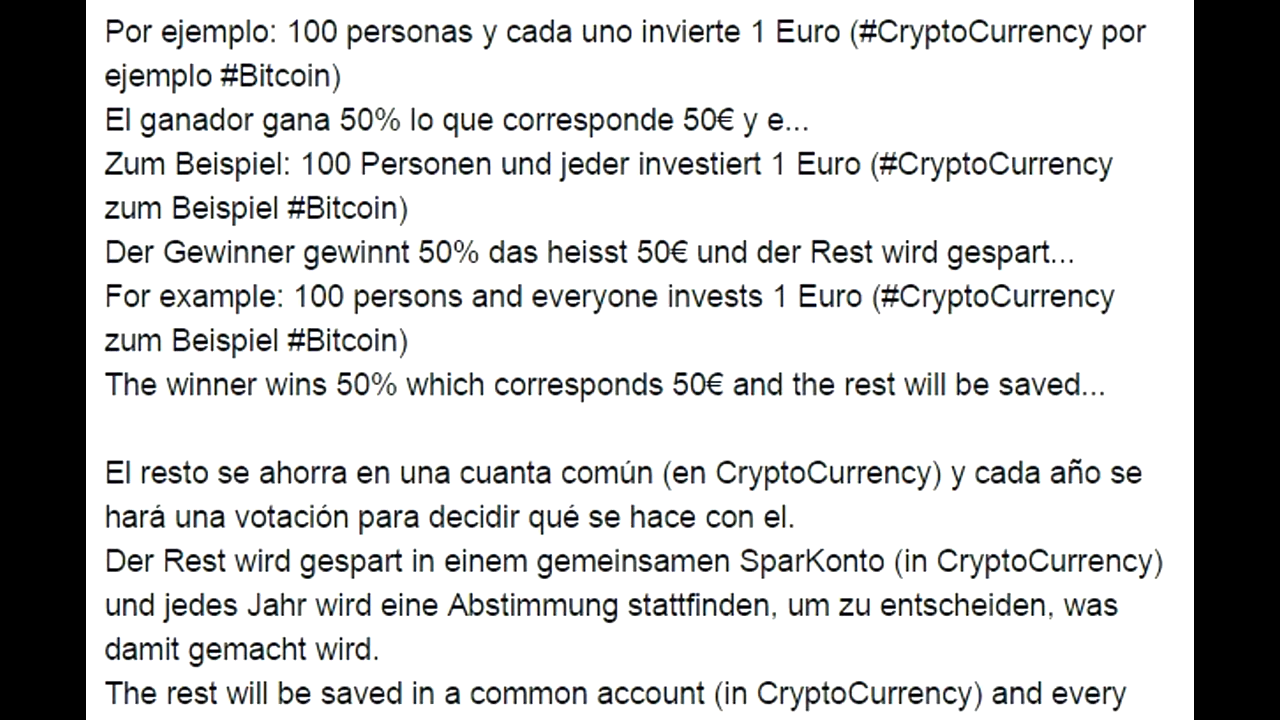 Por ejemplo: 100 personas y cada uno invierte 1 Euro (#CryptoCurrency por
ejemplo #Bitcoin)
El ganador gana 50% lo que corresponde 50€ y e...
Zum Beispiel: 100 Personen und jeder investiert 1 Euro (#CryptoCurrency
zum Beispiel #Bitcoin)
Der Gewinner gewinnt 50% das heisst 50€ und der Rest wird gespart...
For example: 100 persons and everyone invests 1 Euro (#CryptoCurrency
zum Beispiel #Bitcoin)
The winner wins 50% which corresponds 50€ and the rest will be saved...
El resto se ahorra en una cuanta común (en CryptoCurrency) y cada año se
hará una votación para decidir qué se hace con el.
Der Rest wird gespart in einem gemeinsamen SparKonto (in CryptoCurrency)
und jedes Jahr wird eine Abstimmung stattfinden, um zu entscheiden, was
damit gemacht wird.
The rest will be saved in a common account (in CryptoCurrency) and every